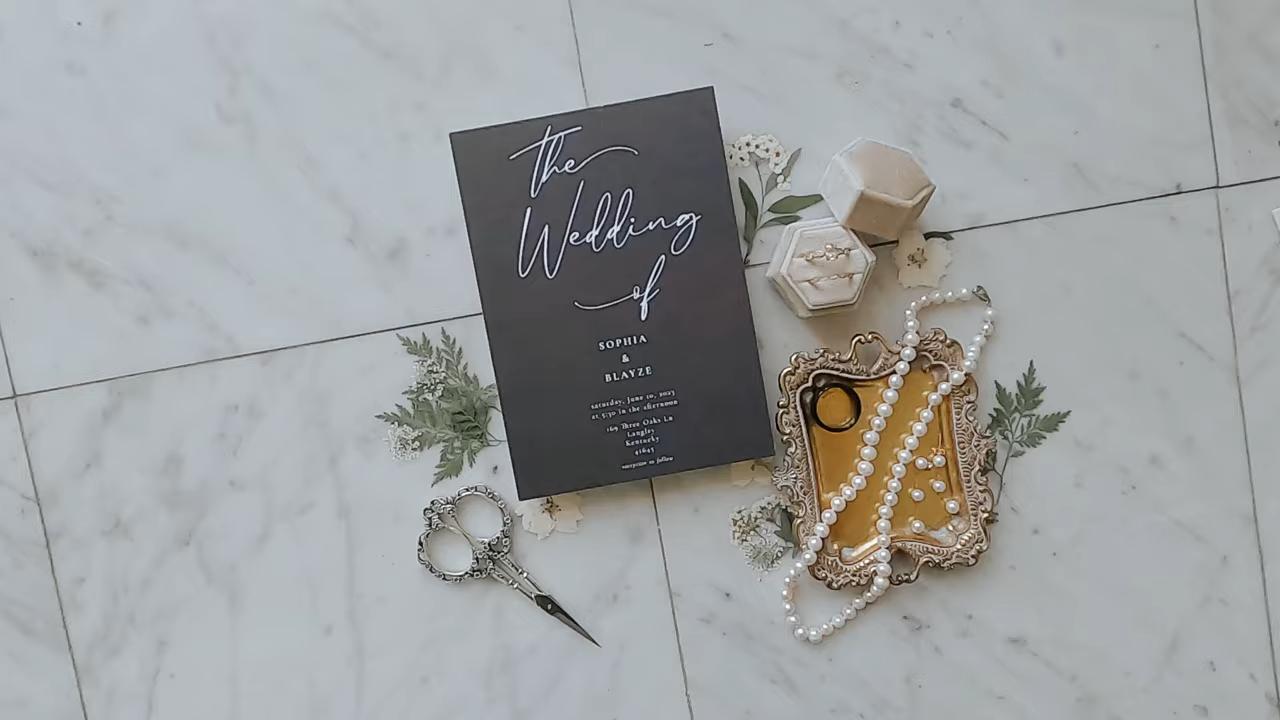 the
Wedding
of
SOPHIA
&
BLAYZE
saturday, June 10, 2023
at 5:30 in the afternoon
169 Three Oaks Ln
Langley
Kentucky
41645
reception to follow